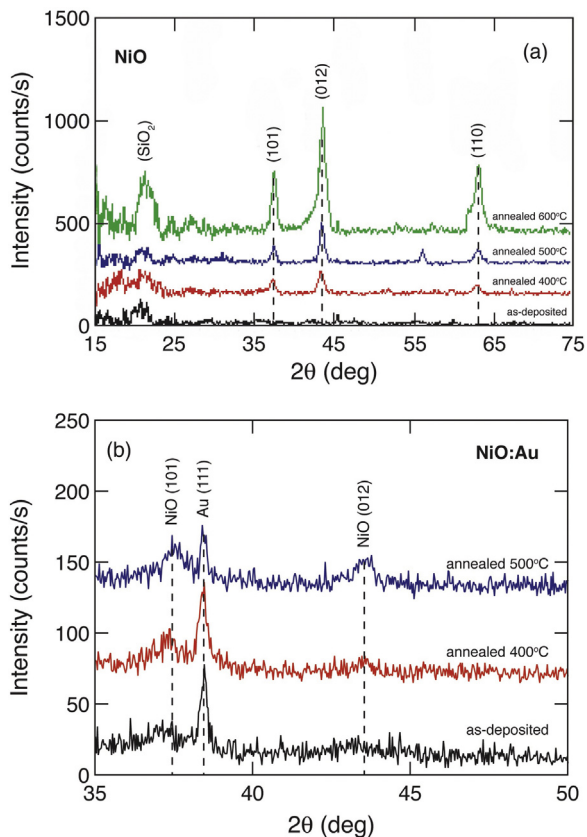 1500
(a)
NiO
(012)
1000
(SiO₂)
(101)
(110)
annealed 600°C
500
annealed 500°C
annealed 400°C
as-deposited
0
15 25 35 45 55 65 75
Intensity (counts/s)
2θ (deg)
250
(b)
NiO:Au
200
NiO (101)
Au (111)
NiO (012)
annealed 500°C
150
100
annealed 400°C
50
as-deposited
0
35 40 45 50
Intensity (counts/s)
2θ (deg)